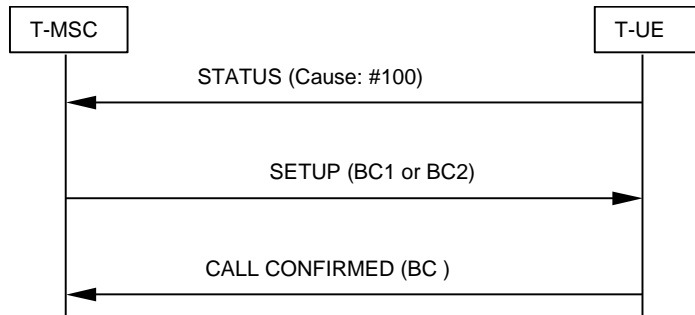 T-MSC
T-UE
STATUS (Cause: #100)
SETUP (BC1 or BC2)
CALL CONFIRMED (BC )